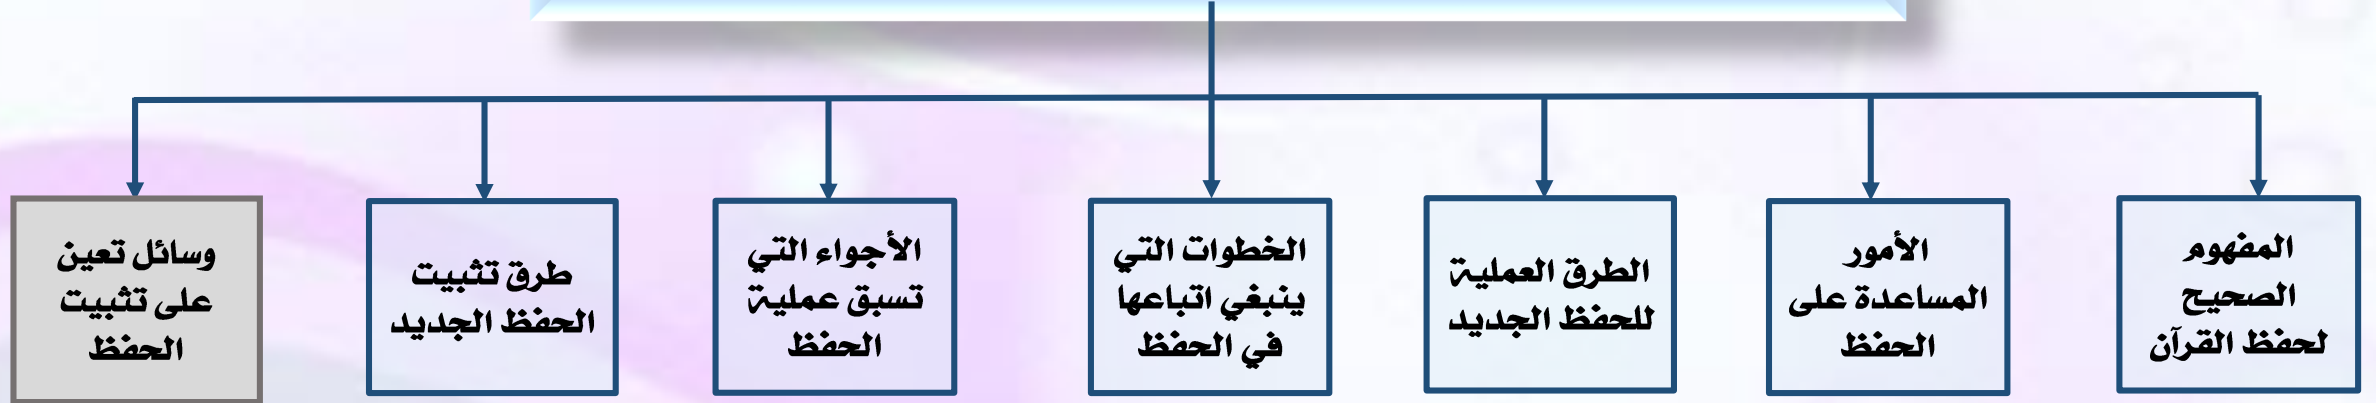 المفهوم
الصحيح
لحفظ القرآن
الأمور
المساعدة على
الحفظ
الطرق العملية
للحفظ الجديد
الخطوات التي
ينبغي اتباعها
في الحفظ
الأجواء التي
تسبق عملية
الحفظ
طرق تثبيت
الحفظ الجديد
وسائل تعين
على تثبيت
الحفظ